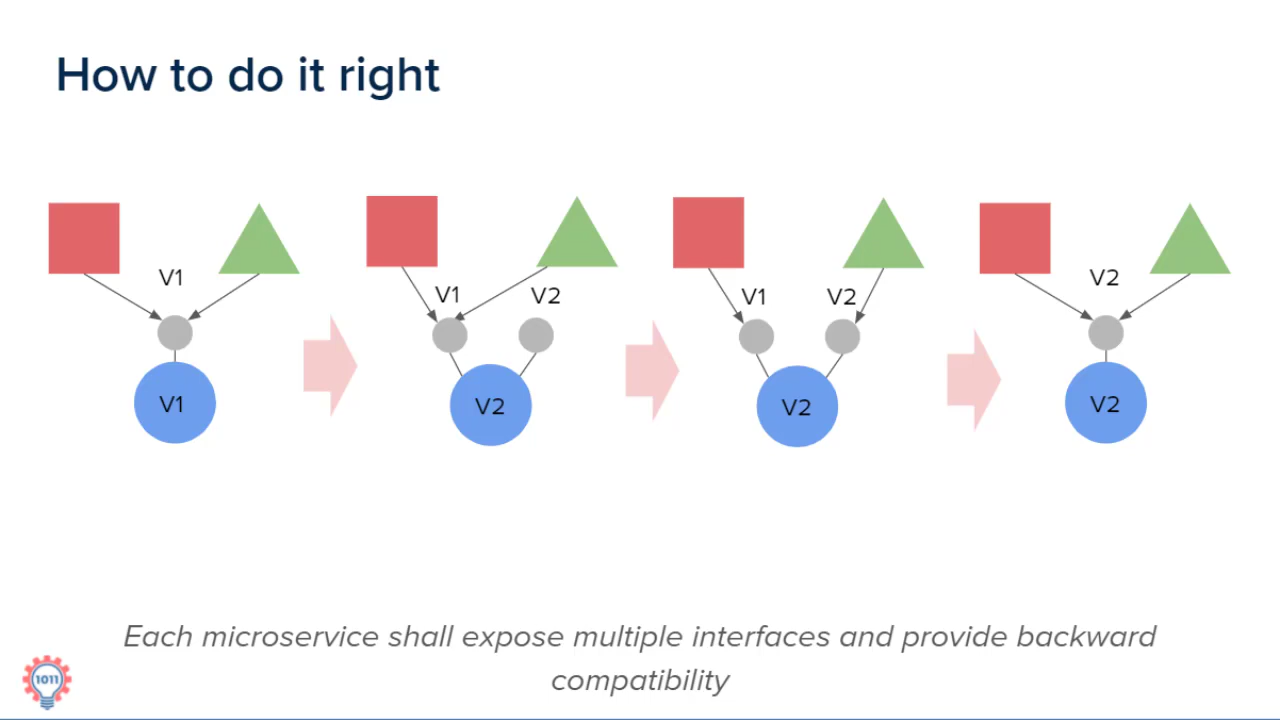 How to do it right
V1
V1
V1
V2
V2
V1
V2
V2
V2
V2
Each microservice shall expose multiple interfaces and provide backward
compatibility
1011